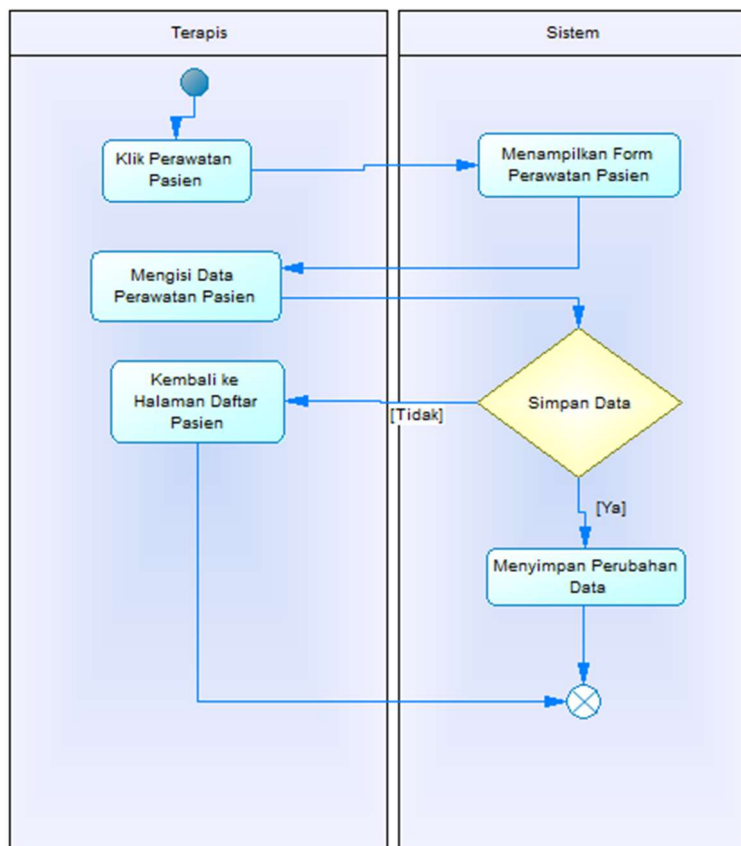 Terapis
Sistem
Klik Perawatan
Pasien
Menampilkan Form
Perawatan Pasien
Mengisi Data
Perawatan Pasien
Simpan Data
[Tidak]
Kembali ke
Halaman Daftar
Pasien
[Ya]
Menyimpan Perubahan
Data